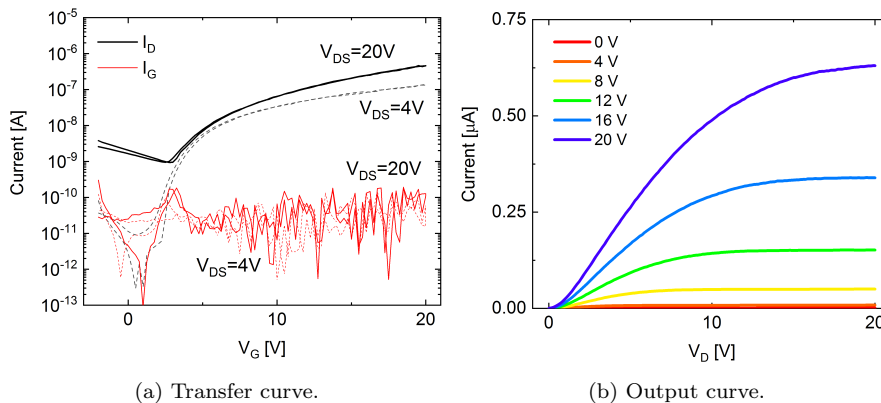 10⁻⁵
10⁻⁶
10⁻⁷
10⁻⁸
10⁻⁹
10⁻¹⁰
10⁻¹¹
10⁻¹²
10⁻¹³
Current [A]
I_D
I_G
V_DS=20V
V_DS=4V
V_DS=20V
V_DS=4V
0 10 20
V_G [V]
(a) Transfer curve.
0.75
0.50
0.25
0.00
Current [µA]
0 V
4 V
8 V
12 V
16 V
20 V
0 10 20
V_D [V]
(b) Output curve.